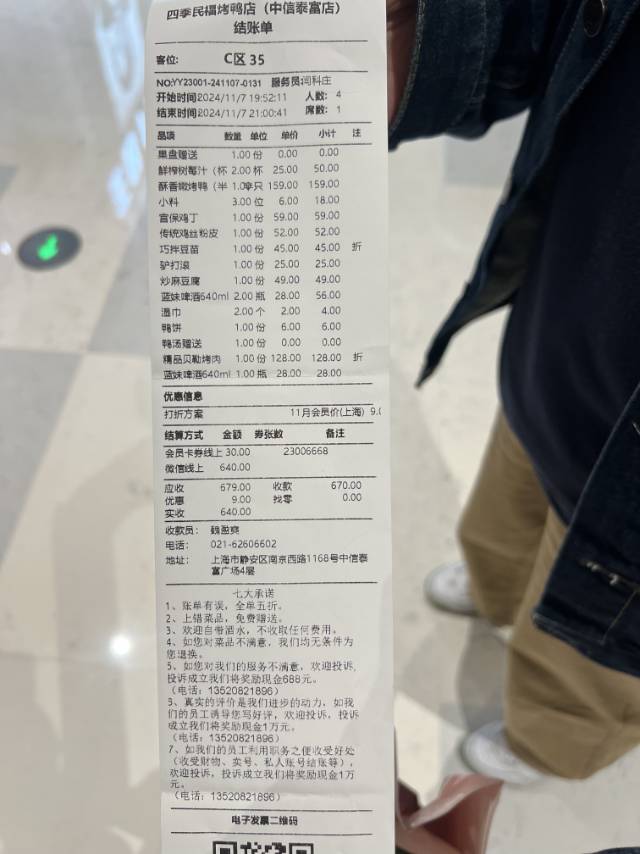 四季民福烤鸭店（中信泰富店）
结账单
客位: C区 35
NO:YY23001-241107-0131 服务员:闫科庄
开始时间2024/11/7 19:52:11 人数: 4
结束时间2024/11/7 21:00:41 席数: 1
品项 数量 单位 单价 小计 注
果盘赠送 1.00 份 0.00 0.00
鲜榨树莓汁（杯 2.00 杯 25.00 50.00
酥香嫩烤鸭（半 1.0 只 159.00 159.00
小料 3.00 位 6.00 18.00
宫保鸡丁 1.00 份 59.00 59.00
传统鸡丝粉皮 1.00 份 52.00 52.00
巧拌豆苗 1.00 份 45.00 45.00 折
驴打滚 1.00 份 25.00 25.00
炒麻豆腐 1.00 份 49.00 49.00
蓝妹啤酒640ml 2.00 瓶 28.00 56.00
湿巾 2.00 个 2.00 4.00
鸭饼 1.00 份 6.00 6.00
鸭汤赠送 1.00 份 0.00 0.00
精品贝勒烤肉 1.00 份 128.00 128.00 折
蓝妹啤酒640ml 1.00 瓶 28.00 28.00
优惠信息
打折方案 11月会员价(上海) 9.0
结算方式 金额 券张数 备注
会员卡券线上 30.00 23006668
微信线上 640.00
应收 679.00 收款 670.00
优惠 9.00 找零 0.00
实收 640.00
收款员: 魏盈爽
电话: 021-62606602
地址: 上海市静安区南京西路1168号中信泰
富广场4层
七大承诺
1、账单有误，全单五折。
2、上错菜品，免费赠送。
3、欢迎自带酒水，不收取任何费用。
4、如您对菜品不满意，我们均无条件为
您退换。
5、如您对我们的服务不满意，欢迎投诉，
投诉成立我们将奖励现金688元。
（电话: 13520821896）
6、真实的评价是我们进步的动力，如我
们的员工诱导您写好评，欢迎投诉，投诉
成立我们将奖励现金1万元。
（电话: 13520821896）
7、如我们的员工利用职务之便收受好处
（收受财物、卖号、私人账号结账等），
欢迎投诉，投诉成立我们将奖励现金1万
元。
（电话: 13520821896）
电子发票二维码